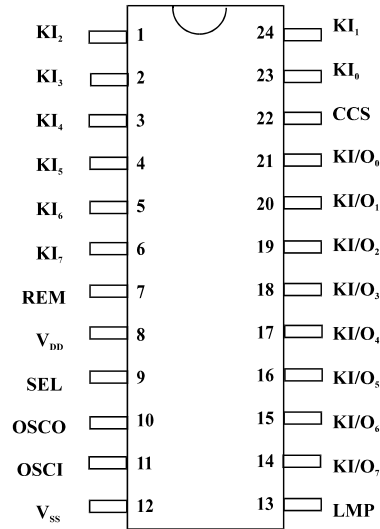 KI₂ 1 24 KI₁
KI₃ 2 23 KI₀
KI₄ 3 22 CCS
KI₅ 4 21 KI/O₀
KI₆ 5 20 KI/O₁
KI₇ 6 19 KI/O₂
REM 7 18 KI/O₃
V_DD 8 17 KI/O₄
SEL 9 16 KI/O₅
OSCO 10 15 KI/O₆
OSCI 11 14 KI/O₇
V_SS 12 13 LMP